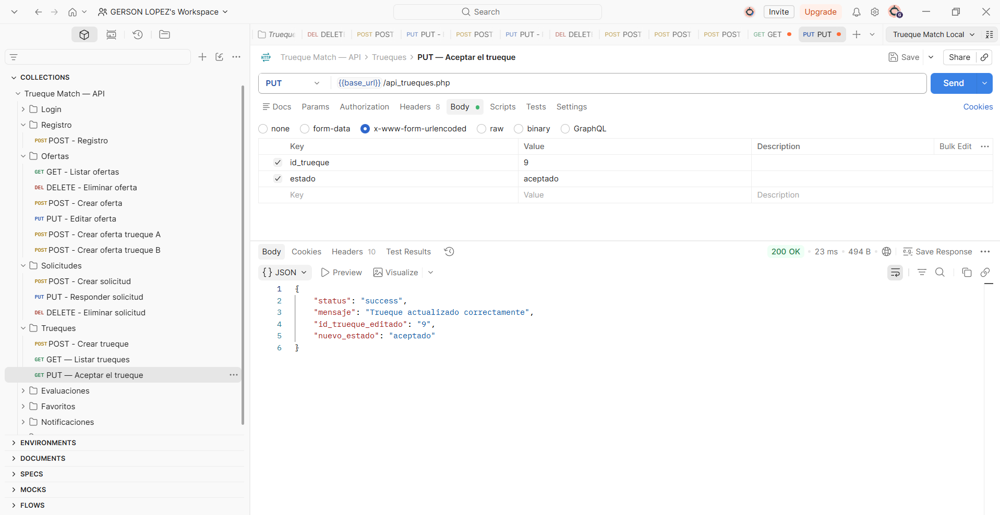 GERSON LOPEZ's Workspace
Search
Invite
Upgrade
Trueque
DEL DELET
POST POST
PUT PUT -
POST POST
PUT PUT -
DEL DELET
POST POST
POST POST
POST POST
GET GET
PUT PUT
Trueque Match Local
COLLECTIONS
Trueque Match — API
Login
Registro
POST POST - Registro
Ofertas
GET GET - Listar ofertas
DEL DELETE - Eliminar oferta
POST POST - Crear oferta
PUT PUT - Editar oferta
POST POST - Crear oferta trueque A
POST POST - Crear oferta trueque B
Solicitudes
POST POST - Crear solicitud
PUT PUT - Responder solicitud
DEL DELETE - Eliminar solicitud
Trueques
POST POST - Crear trueque
GET GET — Listar trueques
GET PUT — Aceptar el trueque
Evaluaciones
Favoritos
Notificaciones
ENVIRONMENTS
DOCUMENTS
SPECS
MOCKS
FLOWS
HTTP Trueque Match — API > Trueques > PUT — Aceptar el trueque
Save
Share
PUT {{base_url}} /api_trueques.php
Send
Docs Params Authorization Headers 8 Body Scripts Tests Settings
Cookies
none form-data x-www-form-urlencoded raw binary GraphQL
Key Value Description Bulk Edit
id_trueque 9
estado aceptado
Key Value Description
Body Cookies Headers 10 Test Results
200 OK 23 ms 494 B e.g. Save Response
{ } JSON Preview Visualize
1 {
2 "status": "success",
3 "mensaje": "Trueque actualizado correctamente",
4 "id_trueque_editado": "9",
5 "nuevo_estado": "aceptado"
6 }